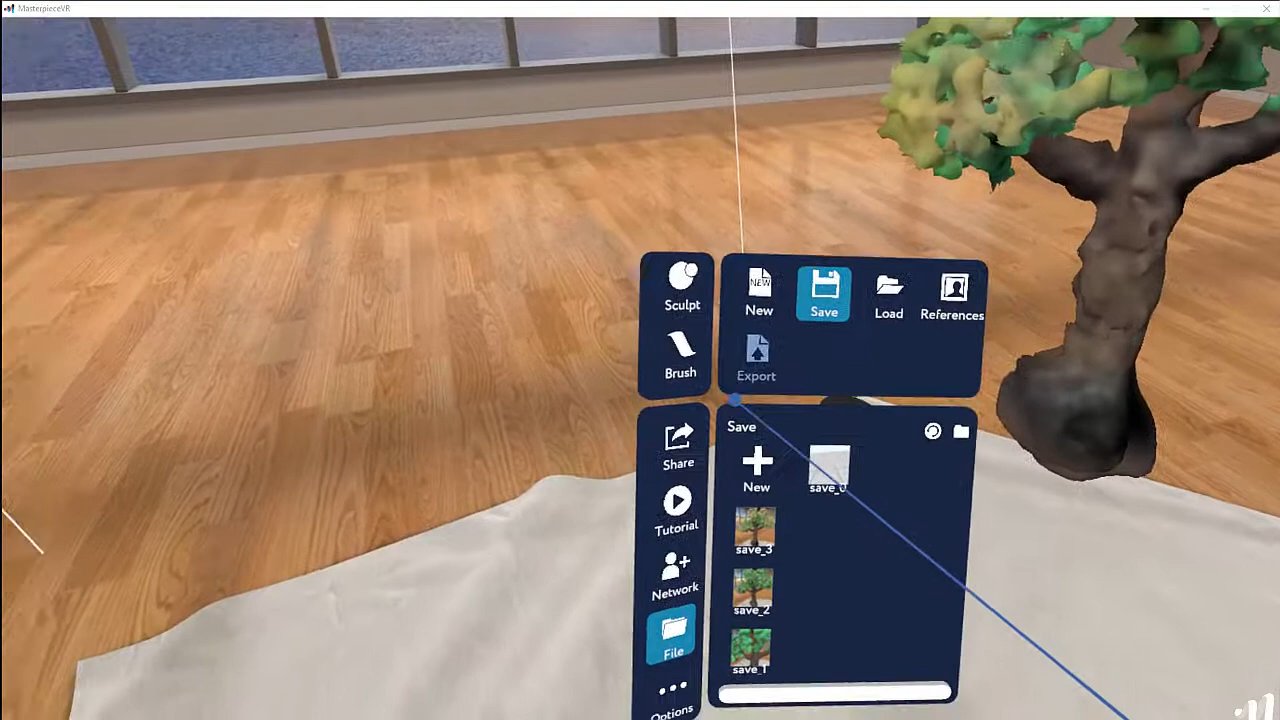 MasterpieceVR
Sculpt
Brush
NEW
New
Save
Load
References
Export
Share
Tutorial
Network
File
Options
Save
New
save_0
save_3
save_2
save_1